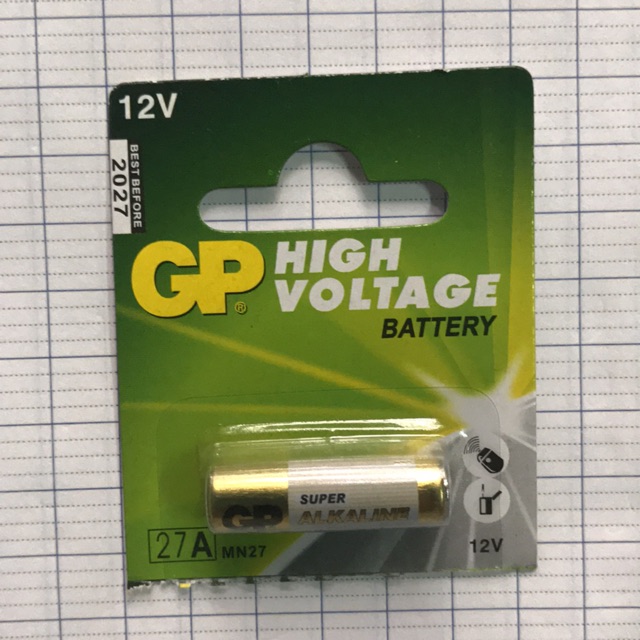 12V
BEST BEFORE
2027
GP®
HIGH
VOLTAGE
BATTERY
SUPER
GP ALKALINE
27A MN27
12V